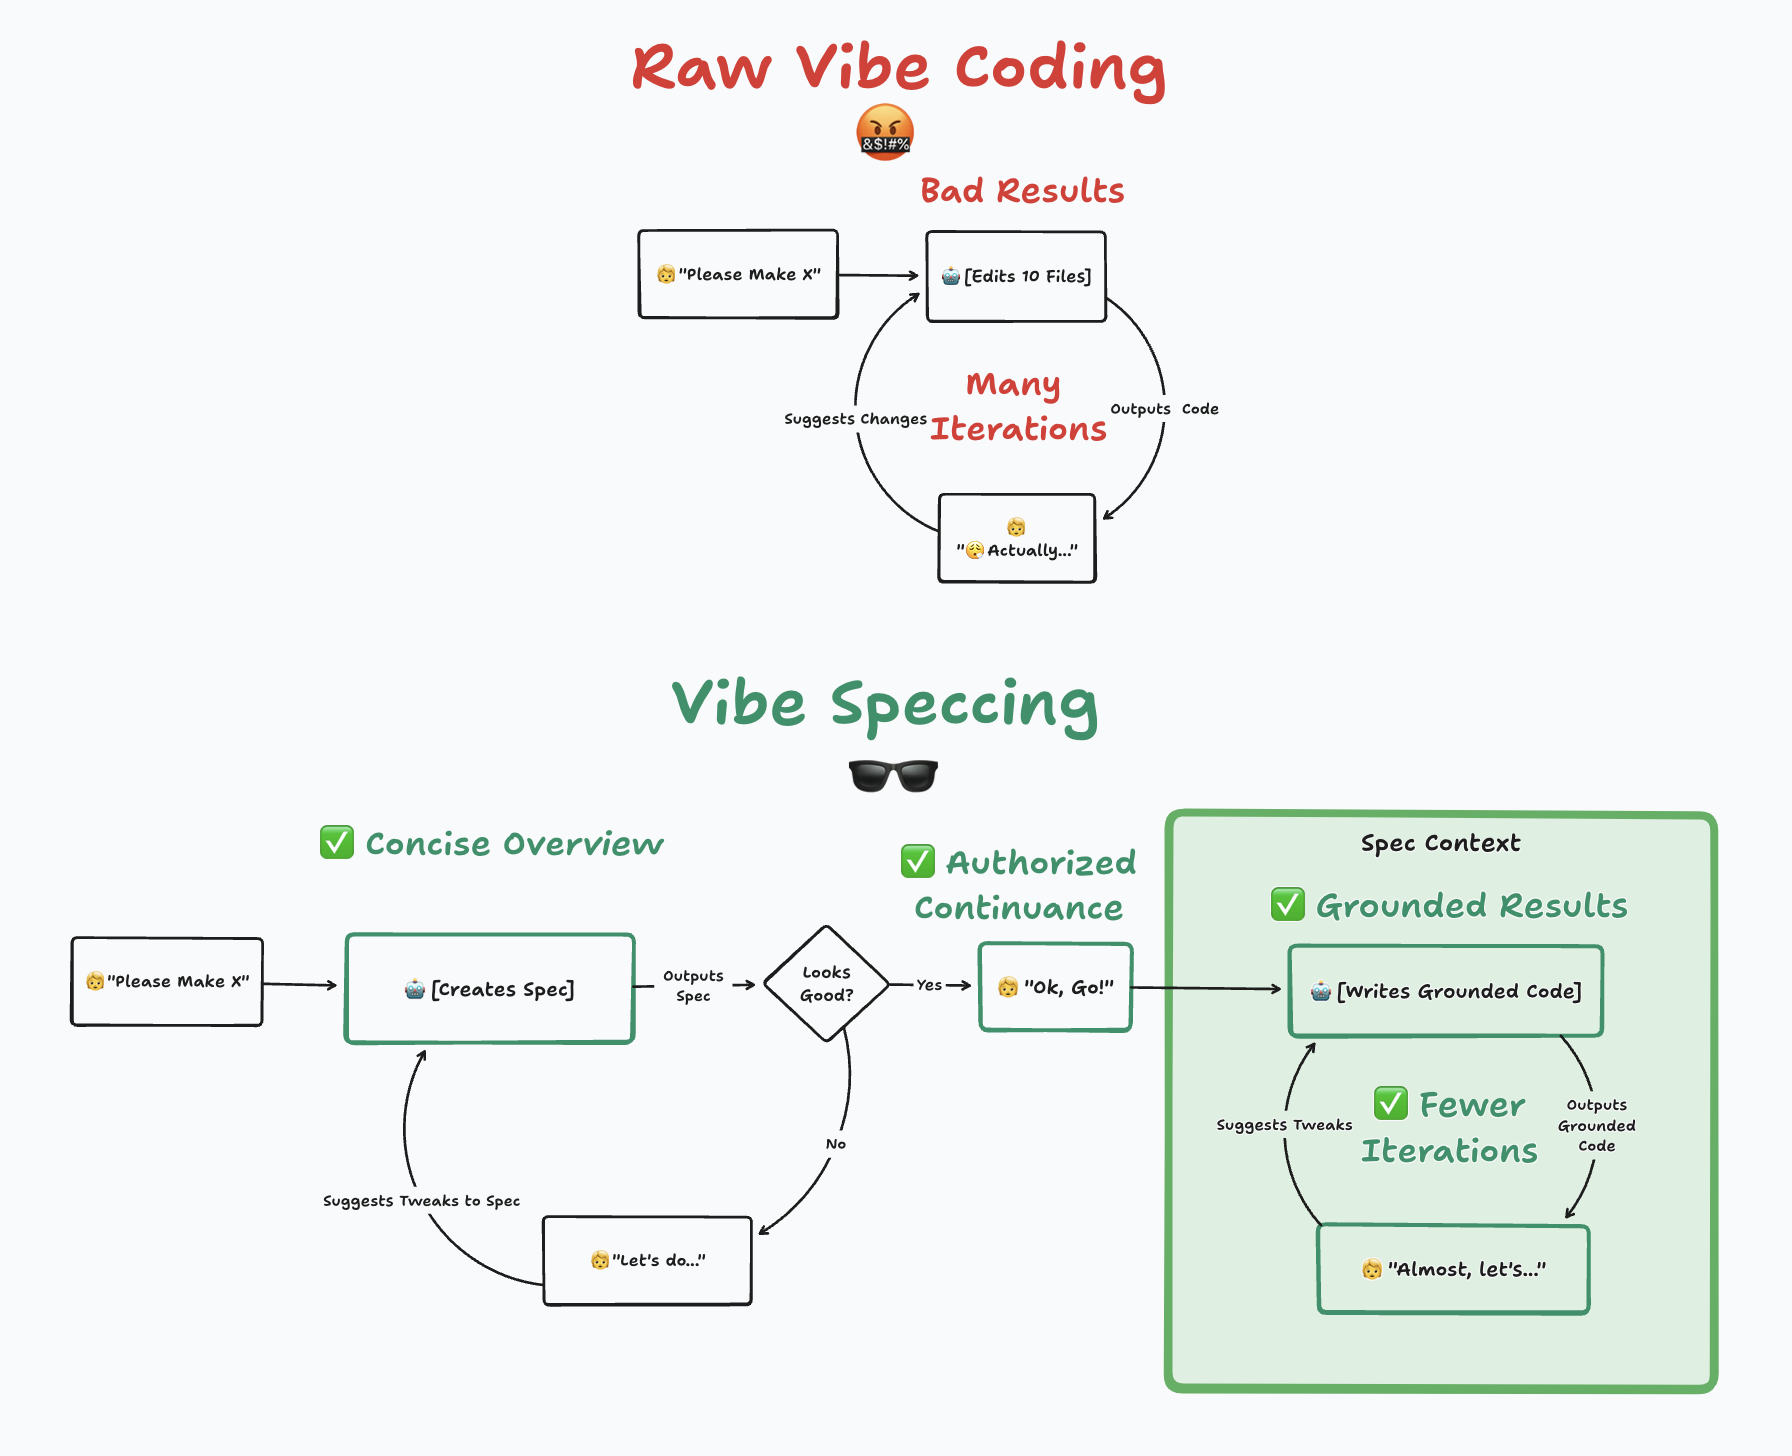 Raw Vibe Coding
&$!#%
Bad Results
"Please Make X"
[Edits 10 Files]
Many
Iterations
Suggests Changes
Outputs Code
"Actually..."
Vibe Speccing
Concise Overview
Authorized
Continuance
Spec Context
Grounded Results
"Please Make X"
[Creates Spec]
Outputs
Spec
Looks
Good?
Yes
"Ok, Go!"
[Writes Grounded Code]
Fewer
Iterations
Suggests Tweaks
Outputs
Grounded
Code
No
Suggests Tweaks to Spec
"Let's do..."
"Almost, let's..."